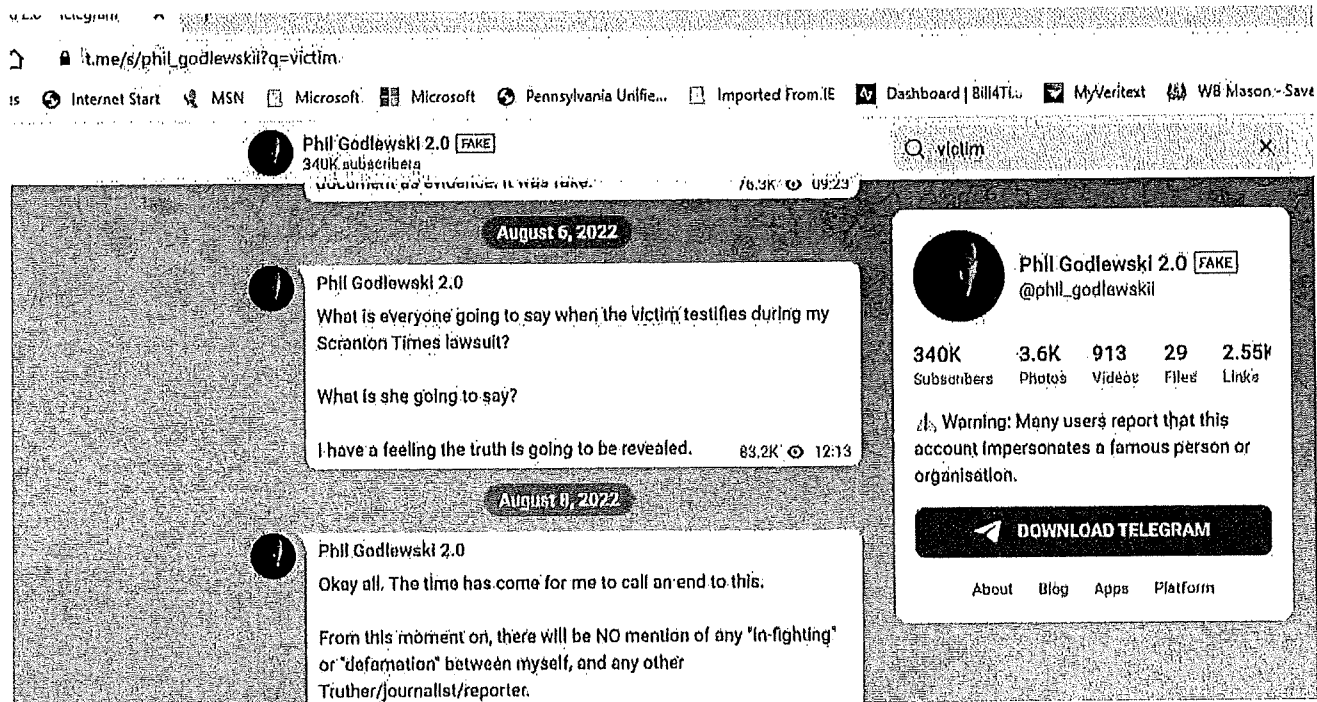 Telegram
t.me/s/phil_godlewskii?q=victim
Internet Start MSN Microsoft Microsoft Pennsylvania Unifie... Imported From IE Dashboard | Bill4Ti... MyVeritext WB Mason - Save
Phil Godlewski 2.0 FAKE
340K subscribers
victim
document as evidence. It was fake. 76.3K 09:23
August 6, 2022
Phil Godlewski 2.0
What is everyone going to say when the victim testifies during my
Scranton Times lawsuit?
What is she going to say?
I have a feeling the truth is going to be revealed. 83.2K 12:13
August 8, 2022
Phil Godlewski 2.0
Okay all. The time has come for me to call an end to this.
From this moment on, there will be NO mention of any "in-fighting"
or "defamation" between myself, and any other
Truther/journalist/reporter.
Phil Godlewski 2.0 FAKE
@phil_godlewskii
340K 3.6K 913 29 2.55K
Subscribers Photos Videos Files Links
Warning: Many users report that this
account impersonates a famous person or
organisation.
DOWNLOAD TELEGRAM
About Blog Apps Platform